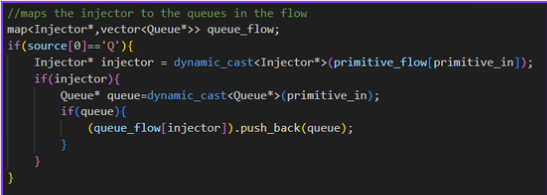 //maps the injector to the queues in the flow
map<Injector*,vector<Queue*>> queue_flow;
if(source[0]=='Q'){
    Injector* injector = dynamic_cast<Injector*>(primitive_flow[primitive_in]);
    if(injector){
        Queue* queue=dynamic_cast<Queue*>(primitive_in);
        if(queue){
            (queue_flow[injector]).push_back(queue);
        }
    }
}